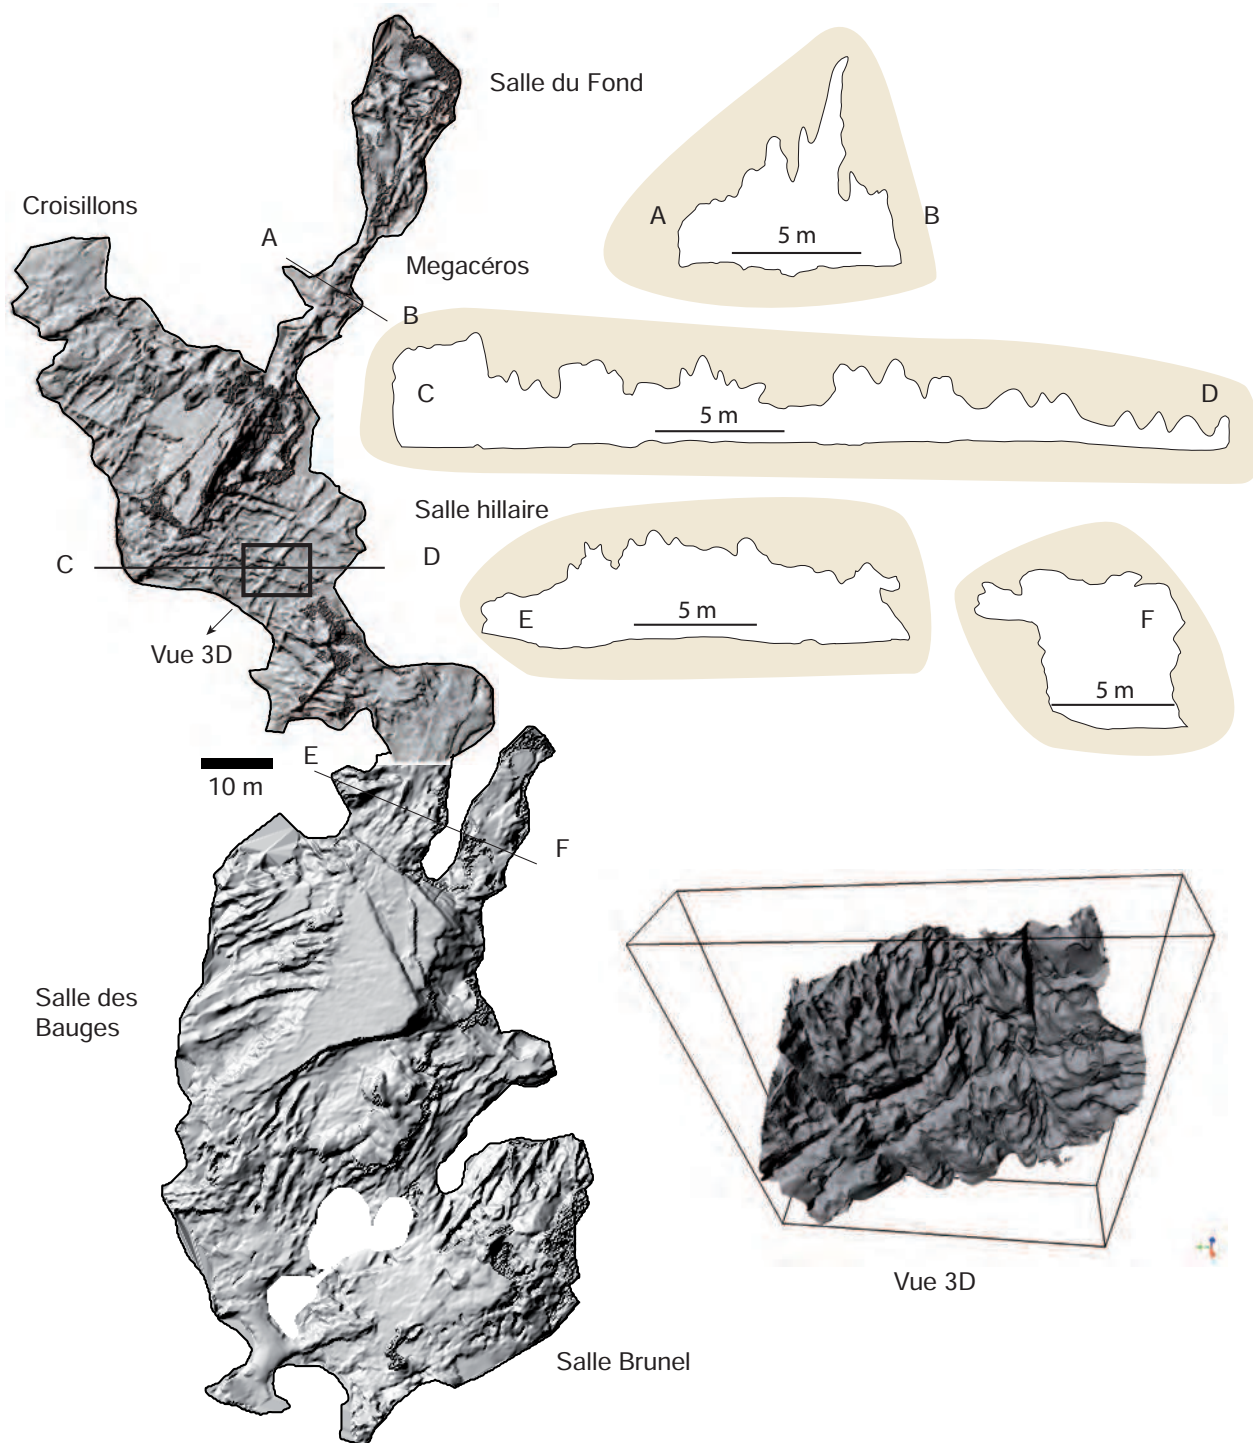 Salle du Fond
Croisillons
A
Megacéros
B
A
B
5 m
C
D
5 m
Salle hillaire
C
D
Vue 3D
E
5 m
F
5 m
10 m
E
F
Salle des
Bauges
Salle Brunel
Vue 3D